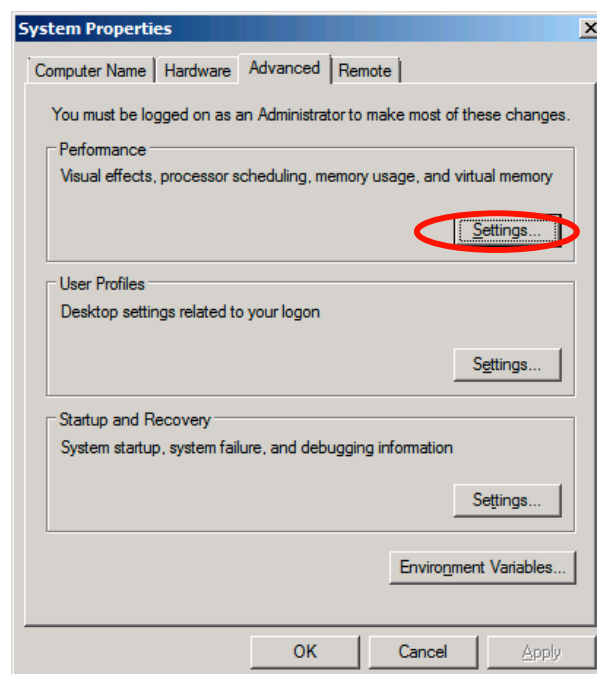 System Properties
Computer Name Hardware Advanced Remote
You must be logged on as an Administrator to make most of these changes.
Performance
Visual effects, processor scheduling, memory usage, and virtual memory
Settings...
User Profiles
Desktop settings related to your logon
Settings...
Startup and Recovery
System startup, system failure, and debugging information
Settings...
Environment Variables...
OK Cancel Apply